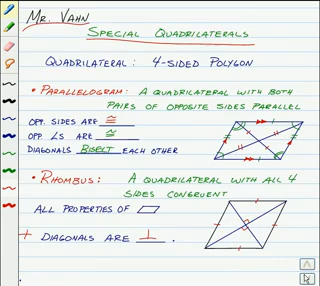 Mr. Vahn
Special Quadrilaterals
Quadrilateral: 4-sided Polygon
• Parallelogram: A quadrilateral with both
pairs of opposite sides parallel
Opp. sides are ≅
Opp. ∠s are ≅
Diagonals Bisect each other
• Rhombus: A quadrilateral with all 4
sides congruent
All properties of ▱
+ Diagonals are ⊥.